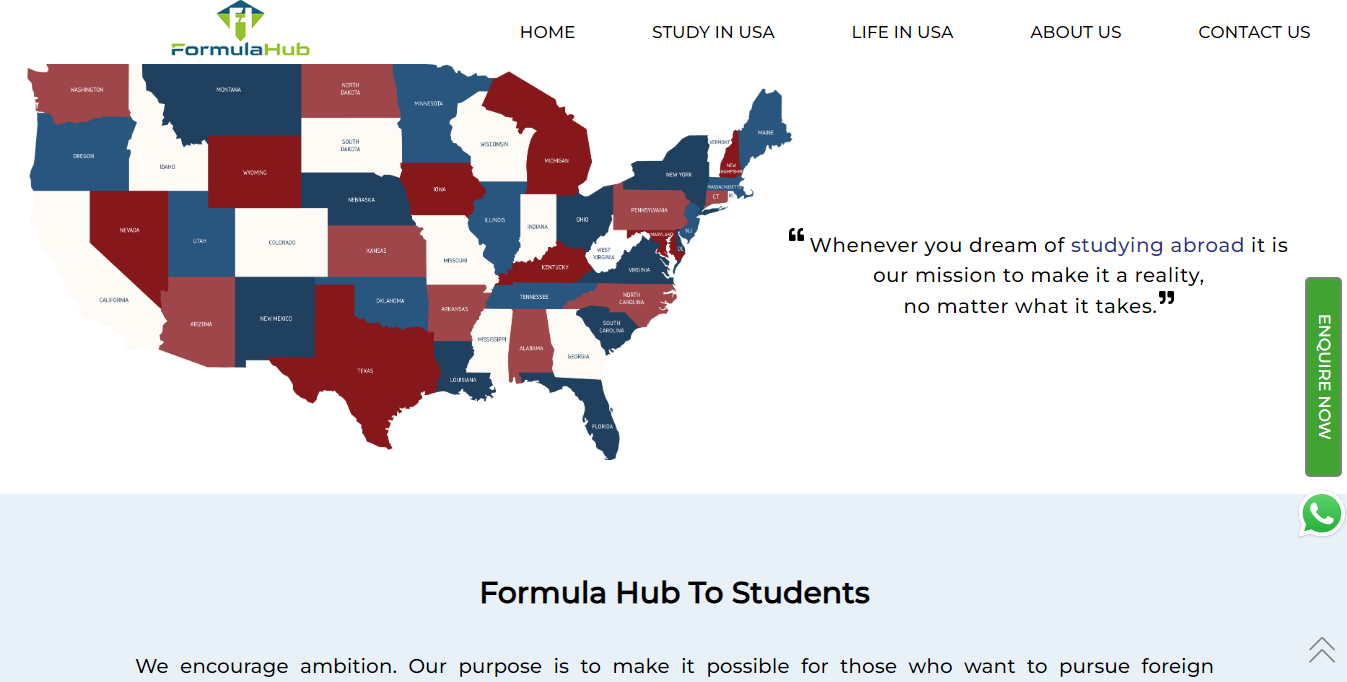 FormulaHub
HOME
STUDY IN USA
LIFE IN USA
ABOUT US
CONTACT US
WASHINGTON
MONTANA
NORTH
DAKOTA
MINNESOTA
OREGON
IDAHO
WYOMING
SOUTH
DAKOTA
WISCONSIN
MICHIGAN
NEW YORK
VERMONT
MAINE
NEW
HAMPSHIRE
MASSACHUSETTS
CT
RI
NEVADA
UTAH
COLORADO
NEBRASKA
IOWA
ILLINOIS
INDIANA
OHIO
PENNSYLVANIA
NJ
MARYLAND
DE
CALIFORNIA
KANSAS
MISSOURI
KENTUCKY
WEST
VIRGINIA
VIRGINIA
ARIZONA
NEW MEXICO
OKLAHOMA
ARKANSAS
TENNESSEE
NORTH
CAROLINA
SOUTH
CAROLINA
TEXAS
LOUISIANA
MISSISSIPPI
ALABAMA
GEORGIA
FLORIDA
❝ Whenever you dream of studying abroad it is
our mission to make it a reality,
no matter what it takes.❞
ENQUIRE NOW
Formula Hub To Students
We encourage ambition. Our purpose is to make it possible for those who want to pursue foreign